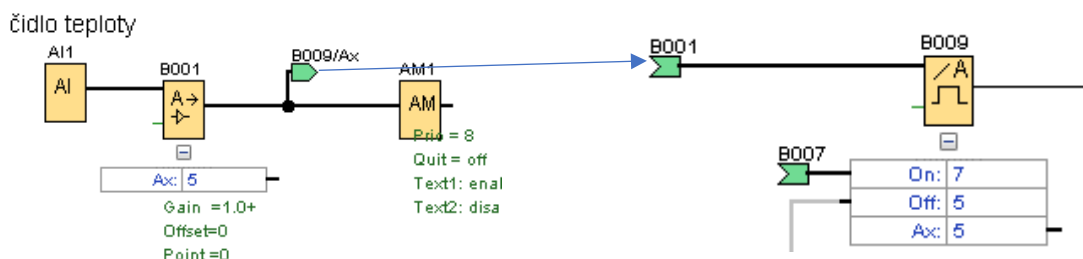 čidlo teploty
AI1
AI
B001
A→
B009/Ax
AM1
AM
Prio = 8
Quit = off
Text1: enal
Text2: disa
Ax: 5
Gain =1.0+
Offset=0
Point =0
B001
B009
/A
B007
On: 7
Off: 5
Ax: 5